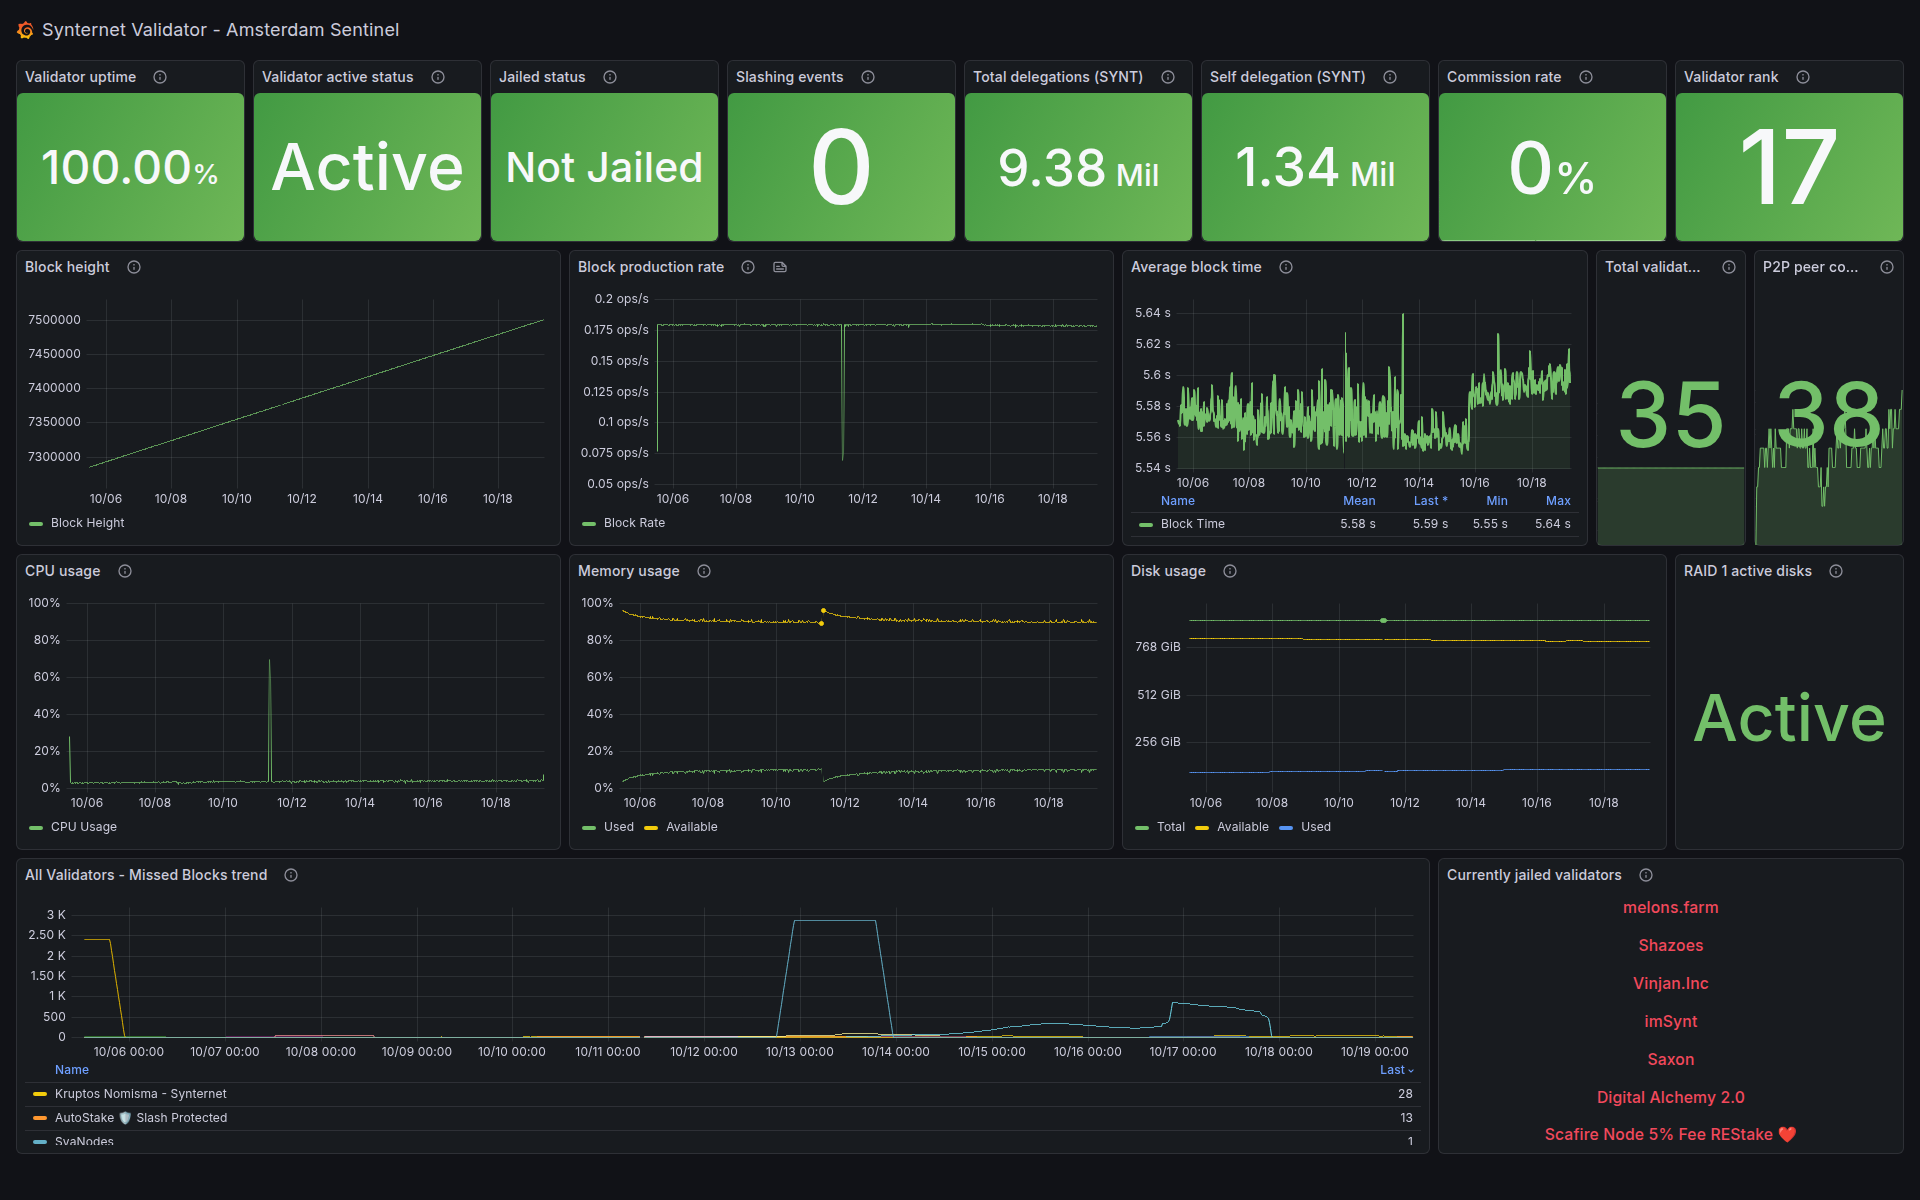 Synternet Validator - Amsterdam Sentinel
Validator uptime
Validator active status
Jailed status
Slashing events
Total delegations (SYNT)
Self delegation (SYNT)
Commission rate
Validator rank
100.00%
Active
Not Jailed
0
9.38 Mil
1.34 Mil
0%
17
Block height
7500000
7450000
7400000
7350000
7300000
10/06 10/08 10/10 10/12 10/14 10/16 10/18
Block Height
Block production rate
0.2 ops/s
0.175 ops/s
0.15 ops/s
0.125 ops/s
0.1 ops/s
0.075 ops/s
0.05 ops/s
10/06 10/08 10/10 10/12 10/14 10/16 10/18
Block Rate
Average block time
5.64 s
5.62 s
5.6 s
5.58 s
5.56 s
5.54 s
10/06 10/08 10/10 10/12 10/14 10/16 10/18
Name Mean Last * Min Max
Block Time 5.58 s 5.59 s 5.55 s 5.64 s
Total validat...
35
P2P peer co...
38
CPU usage
100%
80%
60%
40%
20%
0%
10/06 10/08 10/10 10/12 10/14 10/16 10/18
CPU Usage
Memory usage
100%
80%
60%
40%
20%
0%
10/06 10/08 10/10 10/12 10/14 10/16 10/18
Used Available
Disk usage
768 GiB
512 GiB
256 GiB
10/06 10/08 10/10 10/12 10/14 10/16 10/18
Total Available Used
RAID 1 active disks
Active
All Validators - Missed Blocks trend
3 K
2.50 K
2 K
1.50 K
1 K
500
0
10/06 00:00 10/07 00:00 10/08 00:00 10/09 00:00 10/10 00:00 10/11 00:00 10/12 00:00 10/13 00:00 10/14 00:00 10/15 00:00 10/16 00:00 10/17 00:00 10/18 00:00 10/19 00:00
Name Last
Kruptos Nomisma - Synternet 28
AutoStake 🛡️ Slash Protected 13
SvaNodes 1
Currently jailed validators
melons.farm
Shazoes
Vinjan.Inc
imSynt
Saxon
Digital Alchemy 2.0
Scafire Node 5% Fee REStake ❤️